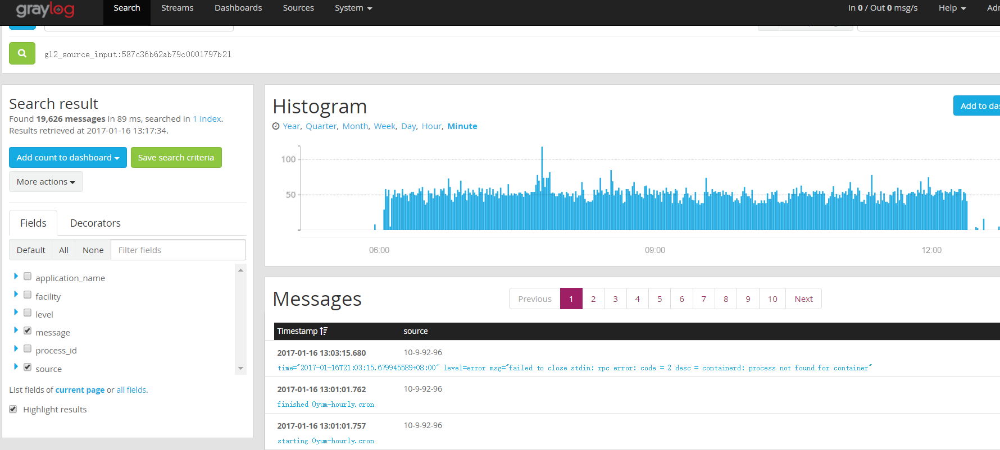 graylog Search Streams Dashboards Sources System In 0 / Out 0 msg/s Help
gl2_source_input:587c36b62ab79c0001797b21
Search result
Found 19,626 messages in 89 ms, searched in 1 index.
Results retrieved at 2017-01-16 13:17:34.
Add count to dashboard Save search criteria
More actions
Fields Decorators
Default All None Filter fields
application_name
facility
level
message
process_id
source
List fields of current page or all fields.
Highlight results
Histogram
Add to das
Year, Quarter, Month, Week, Day, Hour, Minute
100
50
06:00 09:00 12:00
Messages
Previous 1 2 3 4 5 6 7 8 9 10 Next
Timestamp source
2017-01-16 13:03:15.680 10-9-92-96
time="2017-01-16T21:03:15.679945589+08:00" level=error msg="failed to close stdin: rpc error: code = 2 desc = containerd: process not found for container"
2017-01-16 13:01:01.762 10-9-92-96
finished 0yum-hourly.cron
2017-01-16 13:01:01.757 10-9-92-96
starting 0yum-hourly.cron